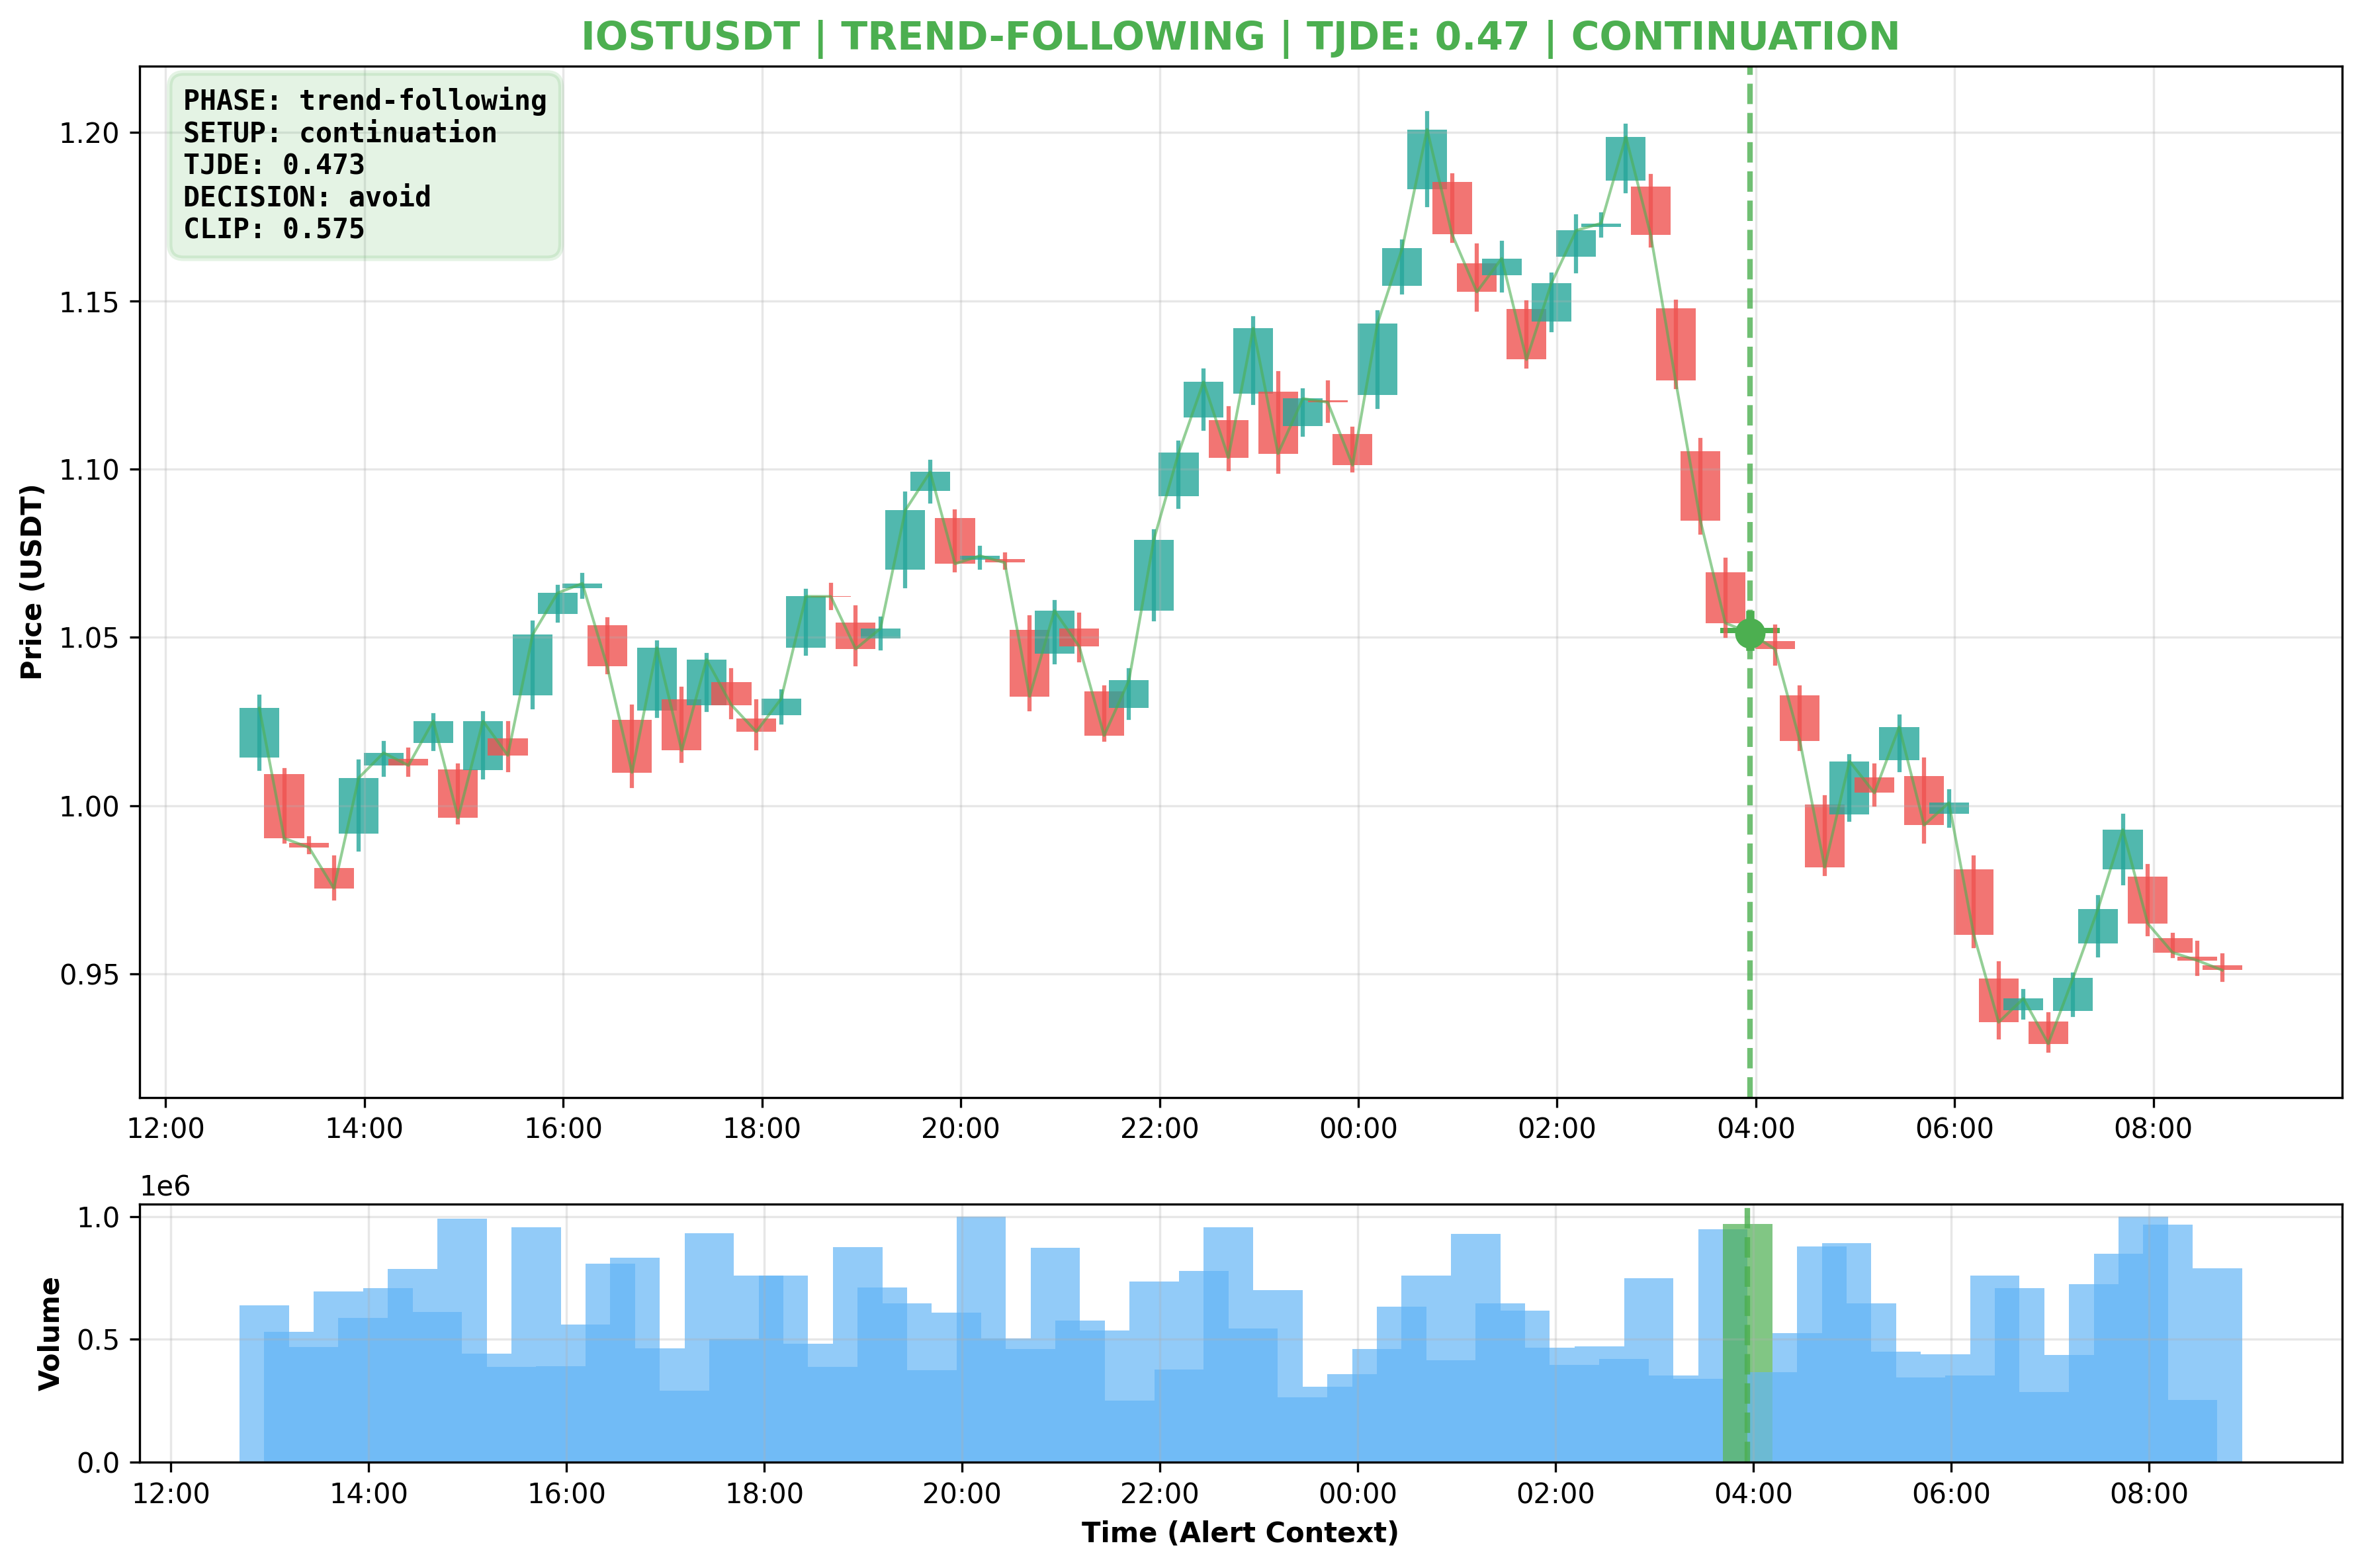 IOSTUSDT | TREND-FOLLOWING | TJDE: 0.47 | CONTINUATION
PHASE: trend-following
SETUP: continuation
TJDE: 0.473
DECISION: avoid
CLIP: 0.575
Price (USDT)
1.20
1.15
1.10
1.05
1.00
0.95
12:00 14:00 16:00 18:00 20:00 22:00 00:00 02:00 04:00 06:00 08:00
1e6
Volume
1.0
0.5
0.0
12:00 14:00 16:00 18:00 20:00 22:00 00:00 02:00 04:00 06:00 08:00
Time (Alert Context)